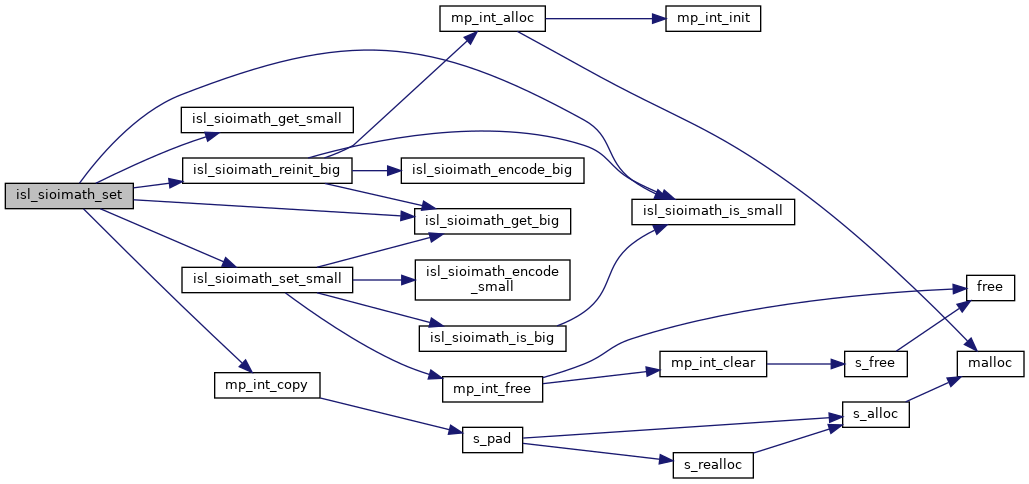 mp_int_alloc
mp_int_init
isl_sioimath_get_small
isl_sioimath_reinit_big
isl_sioimath_encode_big
isl_sioimath_set
isl_sioimath_is_small
isl_sioimath_get_big
isl_sioimath_set_small
isl_sioimath_encode
_small
free
isl_sioimath_is_big
mp_int_clear
s_free
malloc
mp_int_copy
mp_int_free
s_alloc
s_pad
s_realloc